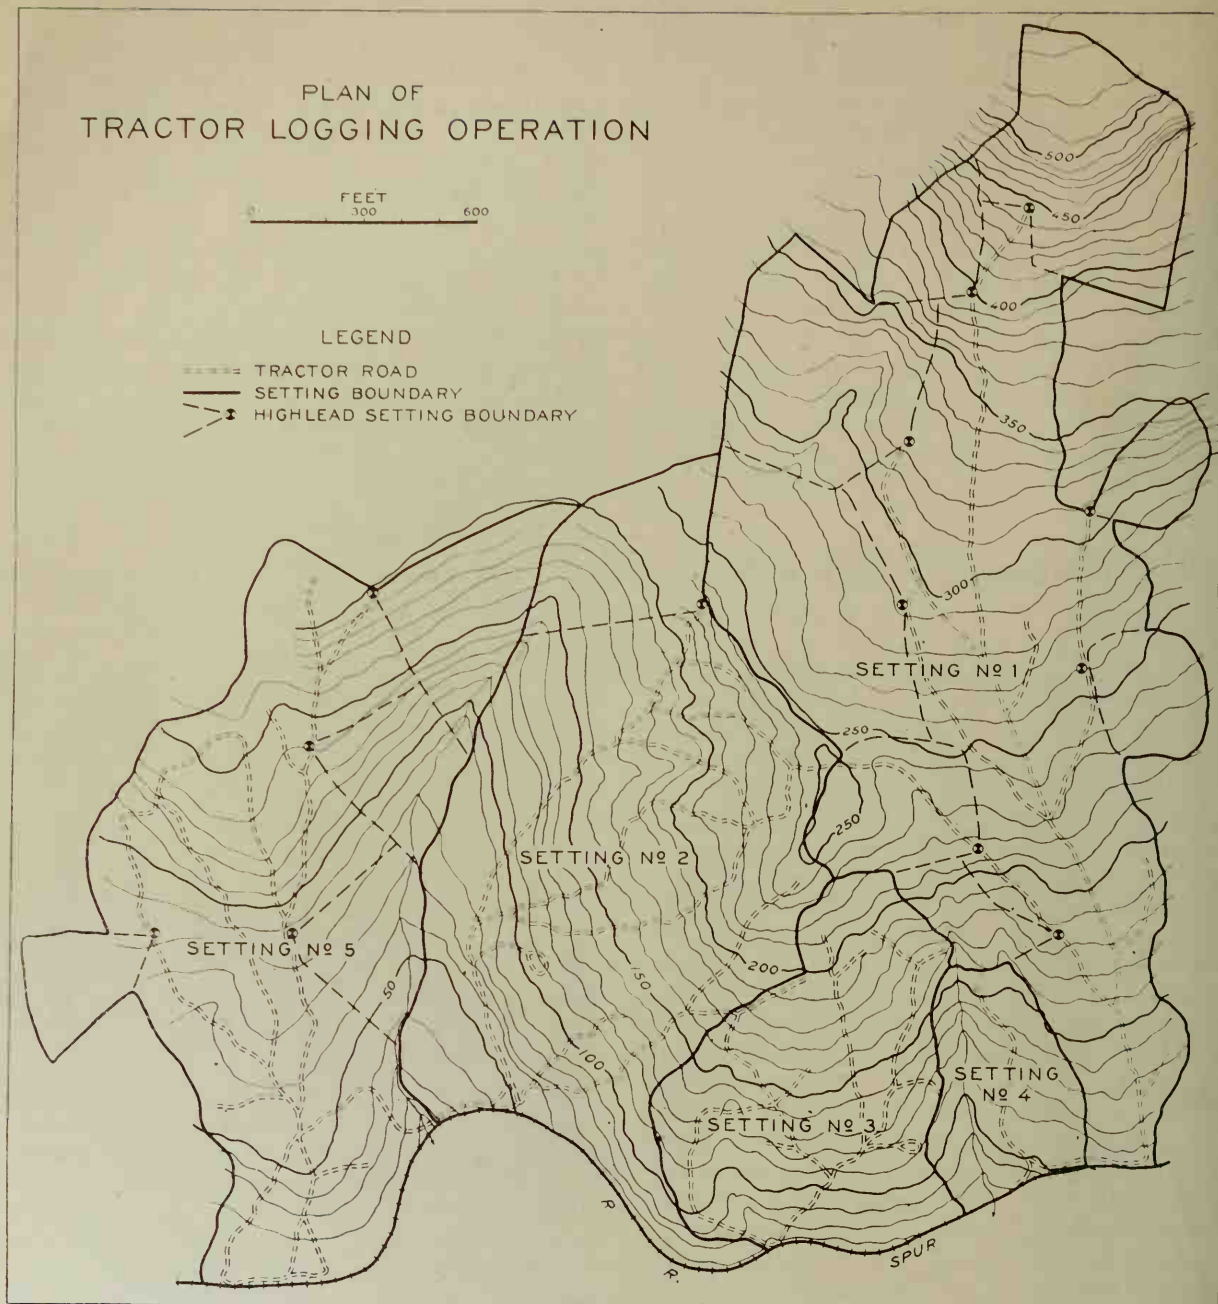 PLAN OF
TRACTOR LOGGING OPERATION
FEET
0 300 600
LEGEND
TRACTOR ROAD
SETTING BOUNDARY
HIGHLEAD SETTING BOUNDARY
500
450
400
350
300
SETTING Nº 1
250
250
SETTING Nº 2
SETTING Nº 5
200
150
50
100
SETTING
Nº 4
SETTING Nº 3
R.
R.
SPUR